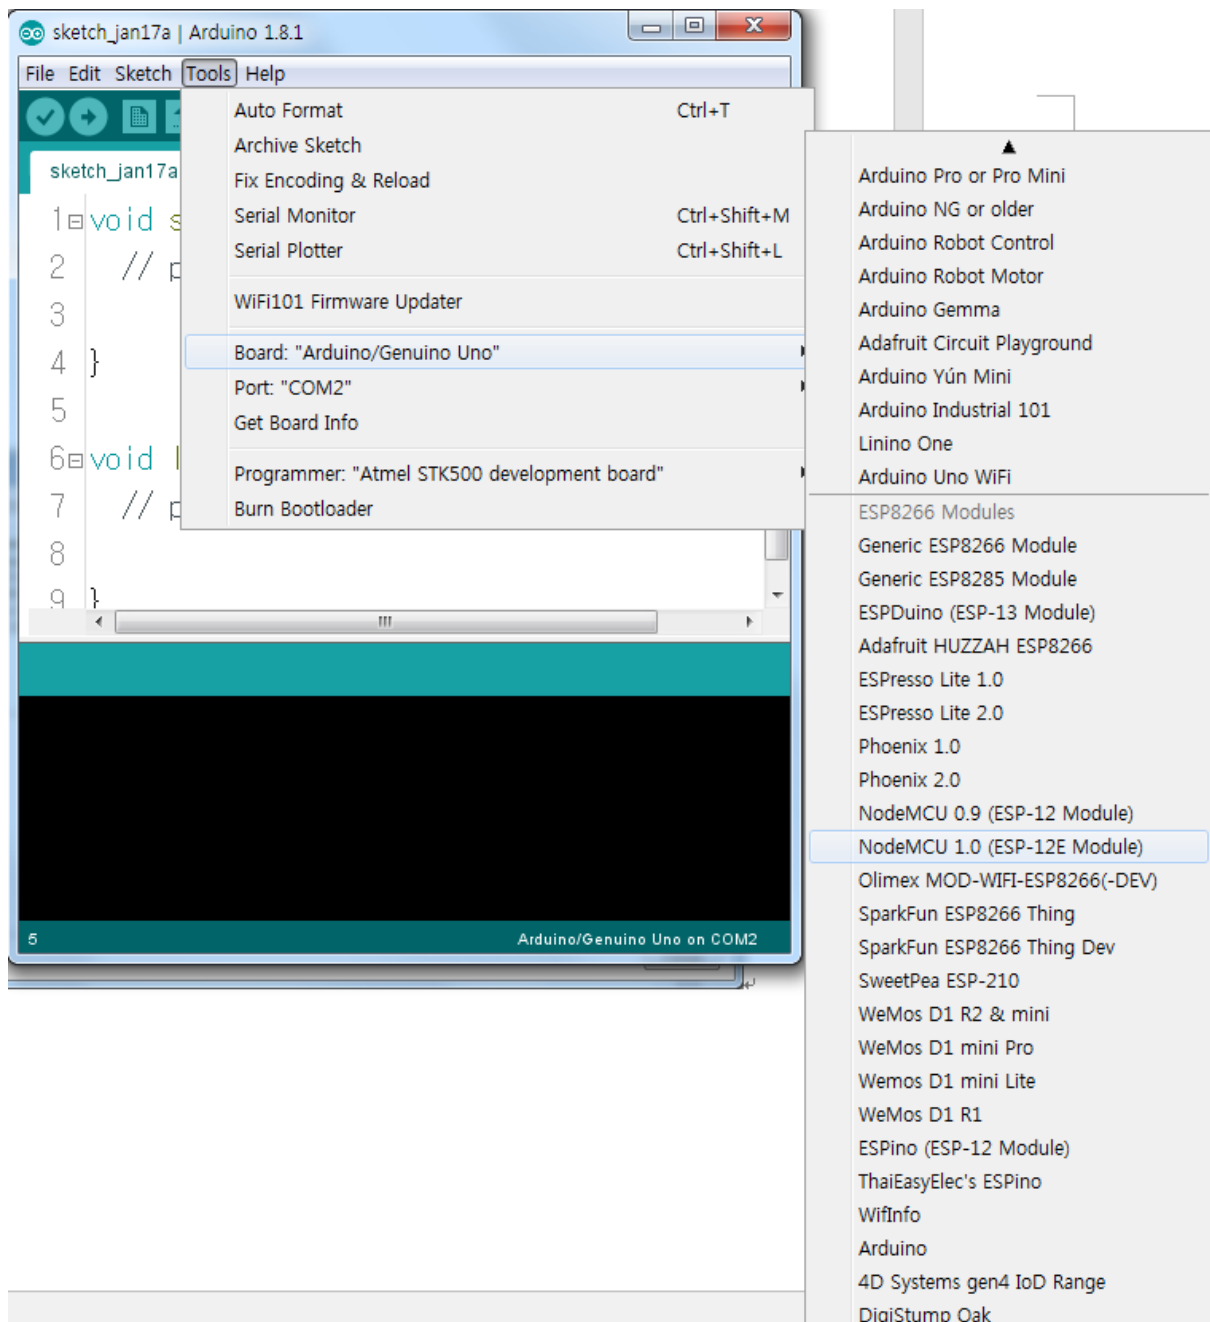 sketch_jan17a | Arduino 1.8.1
File Edit Sketch Tools Help
Auto Format Ctrl+T
Archive Sketch
Fix Encoding & Reload
Serial Monitor Ctrl+Shift+M
Serial Plotter Ctrl+Shift+L
WiFi101 Firmware Updater
Board: "Arduino/Genuino Uno"
Port: "COM2"
Get Board Info
Programmer: "Atmel STK500 development board"
Burn Bootloader
sketch_jan17a
1 void s
2 // p
3
4 }
5
6 void l
7 // p
8
9 }
5 Arduino/Genuino Uno on COM2
Arduino Pro or Pro Mini
Arduino NG or older
Arduino Robot Control
Arduino Robot Motor
Arduino Gemma
Adafruit Circuit Playground
Arduino Yún Mini
Arduino Industrial 101
Linino One
Arduino Uno WiFi
ESP8266 Modules
Generic ESP8266 Module
Generic ESP8285 Module
ESPDuino (ESP-13 Module)
Adafruit HUZZAH ESP8266
ESPresso Lite 1.0
ESPresso Lite 2.0
Phoenix 1.0
Phoenix 2.0
NodeMCU 0.9 (ESP-12 Module)
NodeMCU 1.0 (ESP-12E Module)
Olimex MOD-WIFI-ESP8266(-DEV)
SparkFun ESP8266 Thing
SparkFun ESP8266 Thing Dev
SweetPea ESP-210
WeMos D1 R2 & mini
WeMos D1 mini Pro
Wemos D1 mini Lite
WeMos D1 R1
ESPino (ESP-12 Module)
ThaiEasyElec's ESPino
WifInfo
Arduino
4D Systems gen4 IoD Range
DigiStump Oak